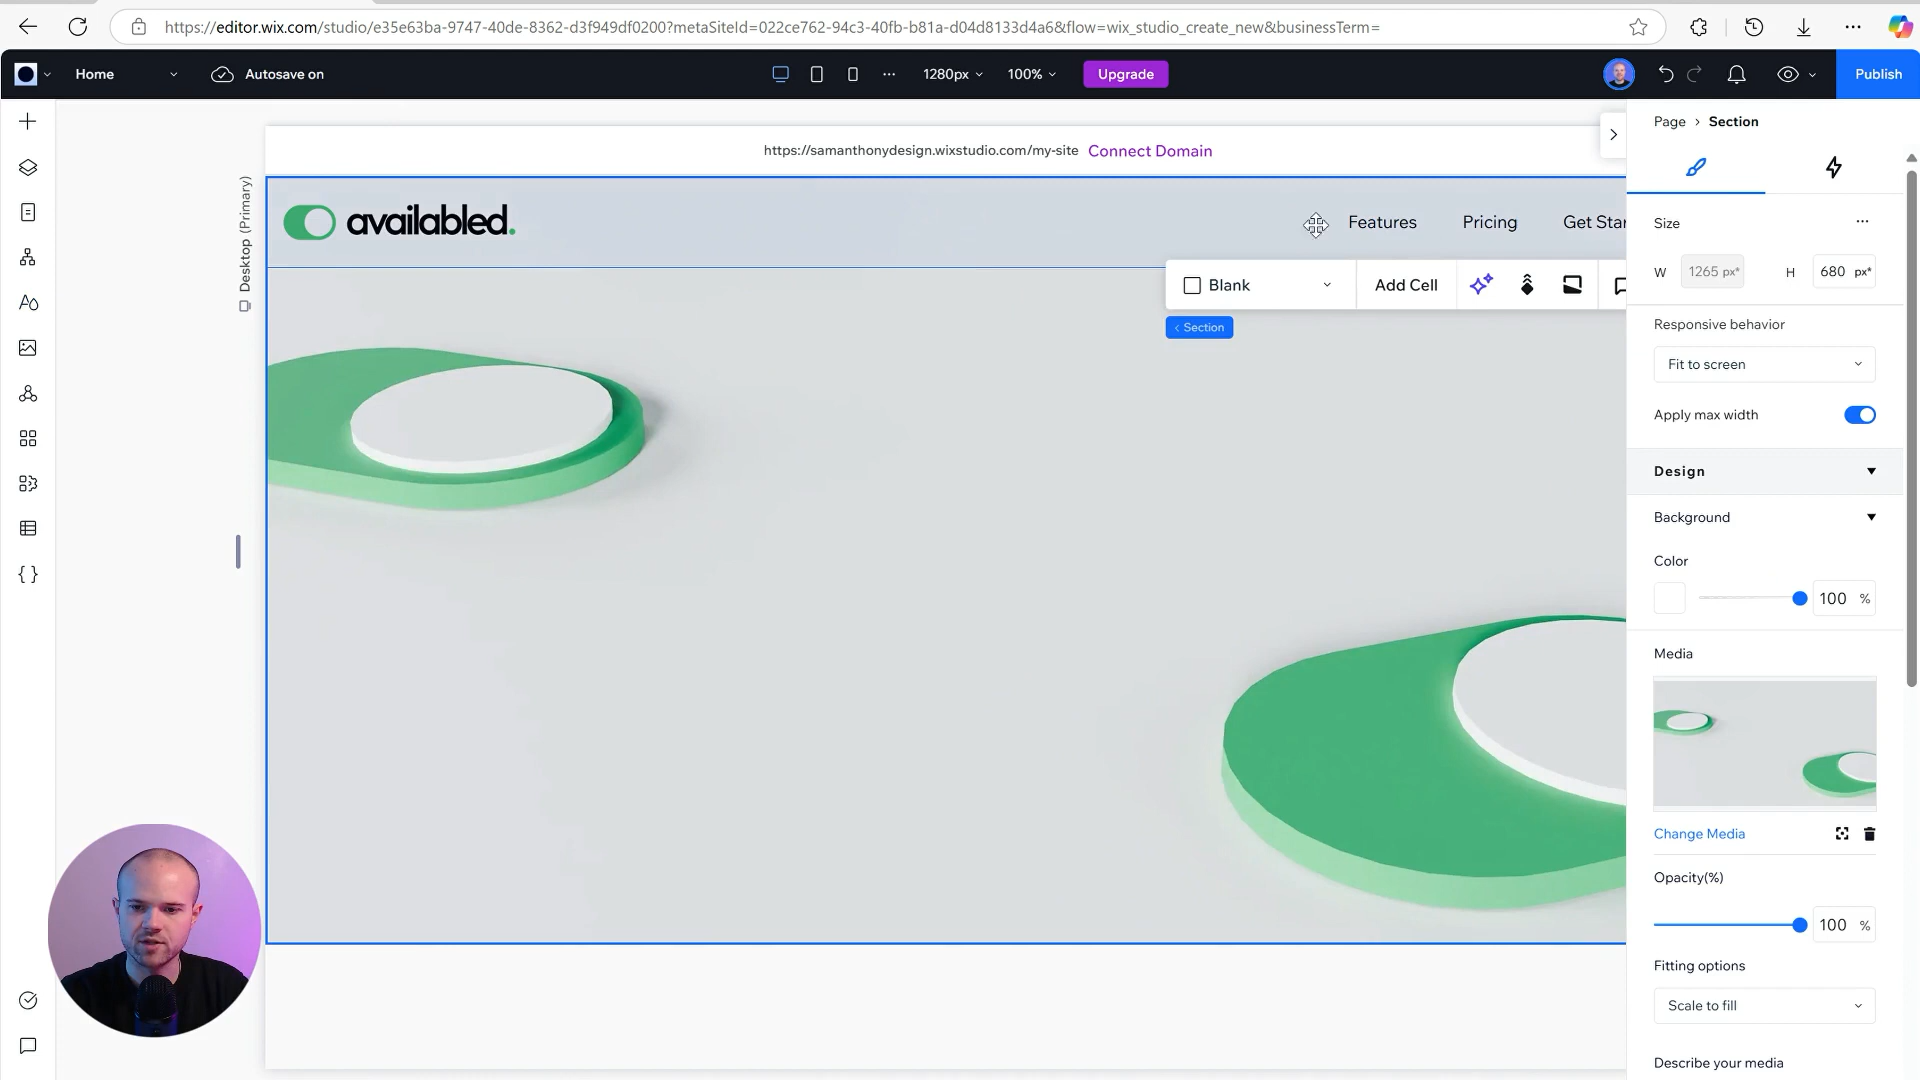 https://editor.wix.com/studio/e35e63ba-9747-40de-8362-d3f949df0200?metaSiteId=022ce762-94c3-40fb-b81a-d04d8133d4a6&flow=wix_studio_create_new&businessTerm=
Home
Autosave on
1280px
100%
Upgrade
Publish
Page > Section
https://samanthonydesign.wixstudio.com/my-site Connect Domain
Desktop (Primary)
availabled.
Features
Pricing
Get Star
Blank
Add Cell
< Section
Size
W 1265 px*
H 680 px*
Responsive behavior
Fit to screen
Apply max width
Design
Background
Color
100 %
Media
Change Media
Opacity(%)
100 %
Fitting options
Scale to fill
Describe your media